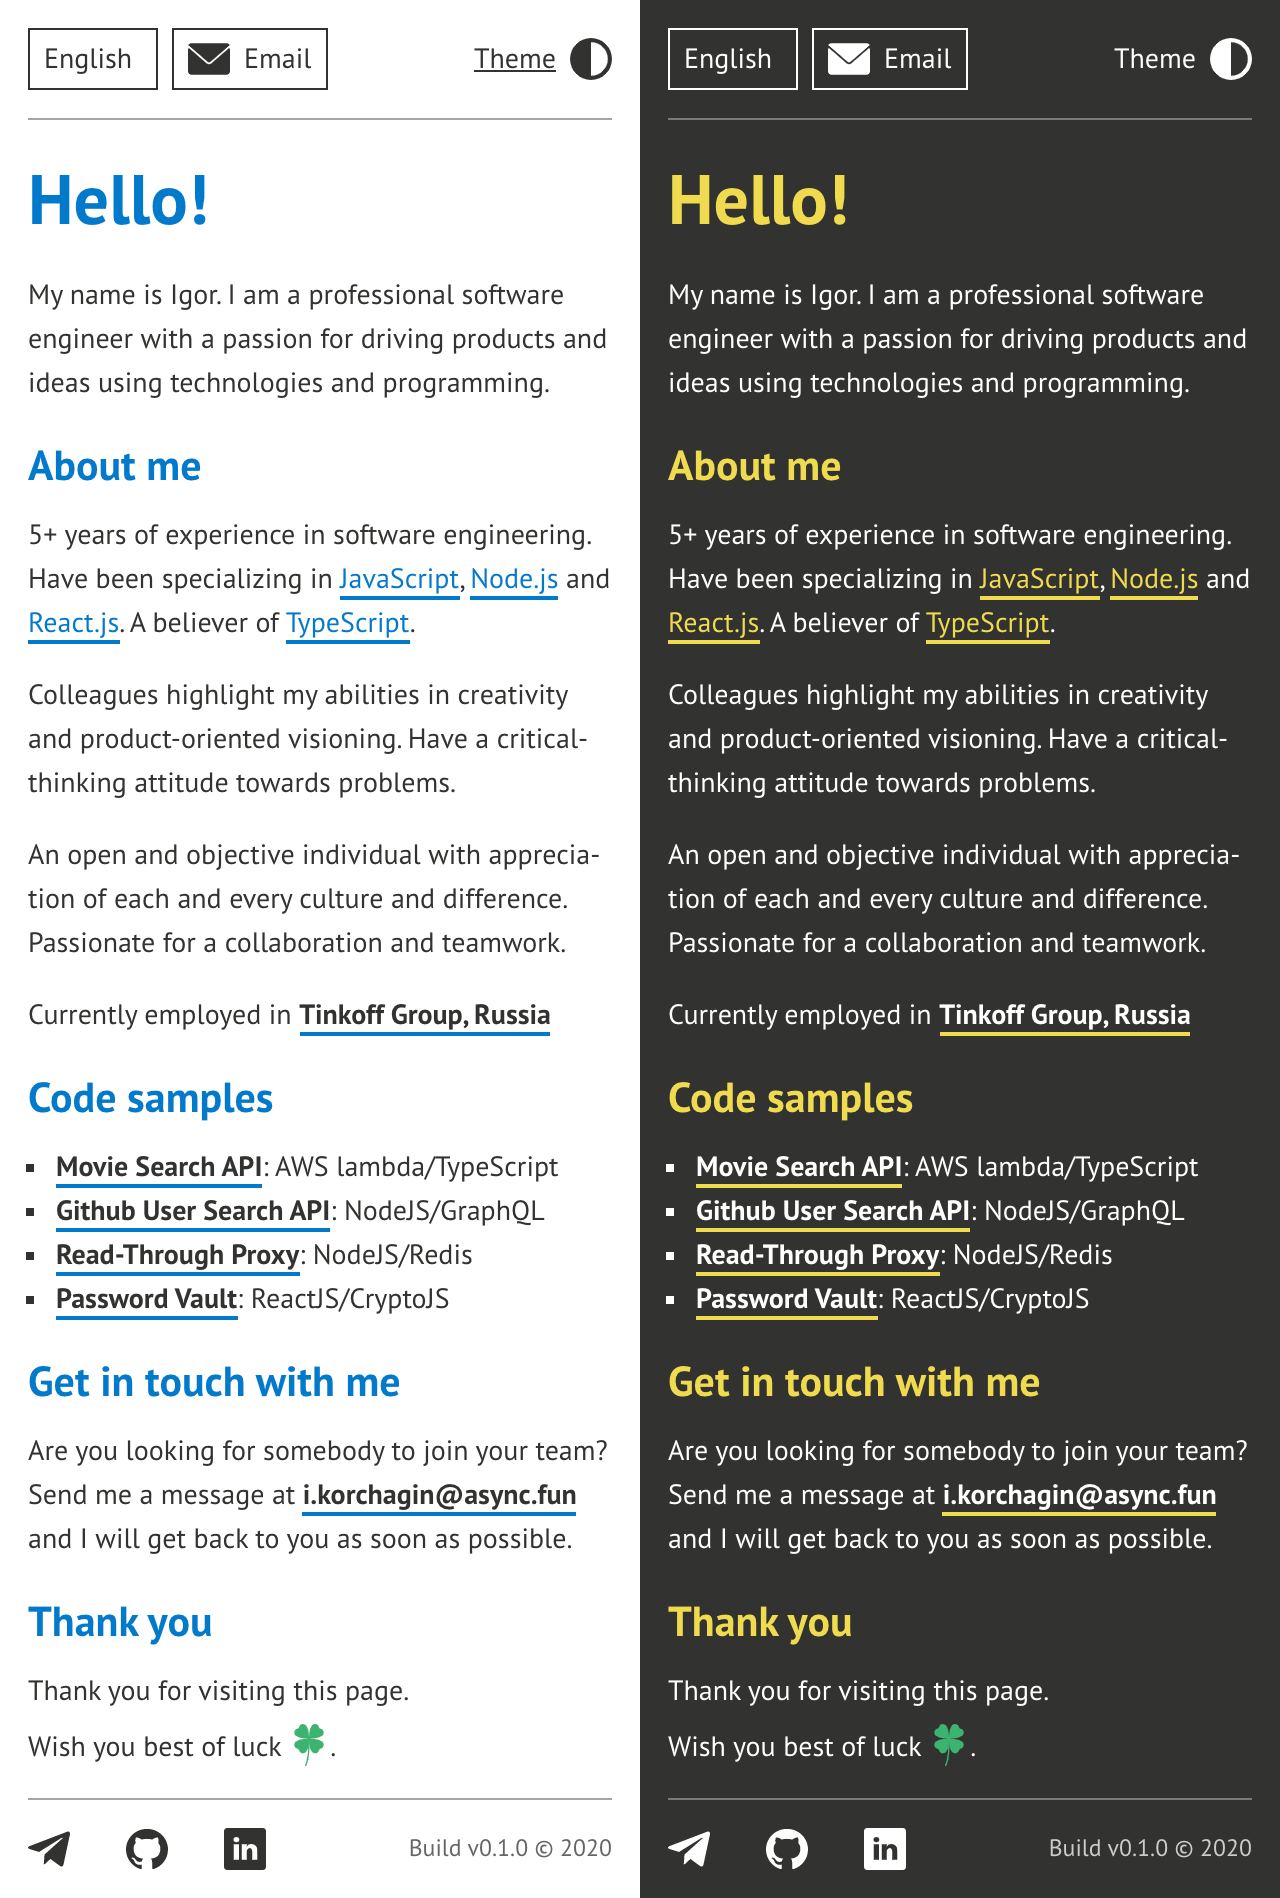 English
Email
Theme
Hello!
My name is Igor. I am a professional software
engineer with a passion for driving products and
ideas using technologies and programming.
About me
5+ years of experience in software engineering.
Have been specializing in JavaScript, Node.js and
React.js. A believer of TypeScript.
Colleagues highlight my abilities in creativity
and product-oriented visioning. Have a critical-
thinking attitude towards problems.
An open and objective individual with apprecia-
tion of each and every culture and difference.
Passionate for a collaboration and teamwork.
Currently employed in Tinkoff Group, Russia
Code samples
▪ Movie Search API: AWS lambda/TypeScript
▪ Github User Search API: NodeJS/GraphQL
▪ Read-Through Proxy: NodeJS/Redis
▪ Password Vault: ReactJS/CryptoJS
Get in touch with me
Are you looking for somebody to join your team?
Send me a message at i.korchagin@async.fun
and I will get back to you as soon as possible.
Thank you
Thank you for visiting this page.
Wish you best of luck 🍀.
in
Build v0.1.0 © 2020
English
Email
Theme
Hello!
My name is Igor. I am a professional software
engineer with a passion for driving products and
ideas using technologies and programming.
About me
5+ years of experience in software engineering.
Have been specializing in JavaScript, Node.js and
React.js. A believer of TypeScript.
Colleagues highlight my abilities in creativity
and product-oriented visioning. Have a critical-
thinking attitude towards problems.
An open and objective individual with apprecia-
tion of each and every culture and difference.
Passionate for a collaboration and teamwork.
Currently employed in Tinkoff Group, Russia
Code samples
▪ Movie Search API: AWS lambda/TypeScript
▪ Github User Search API: NodeJS/GraphQL
▪ Read-Through Proxy: NodeJS/Redis
▪ Password Vault: ReactJS/CryptoJS
Get in touch with me
Are you looking for somebody to join your team?
Send me a message at i.korchagin@async.fun
and I will get back to you as soon as possible.
Thank you
Thank you for visiting this page.
Wish you best of luck 🍀.
in
Build v0.1.0 © 2020